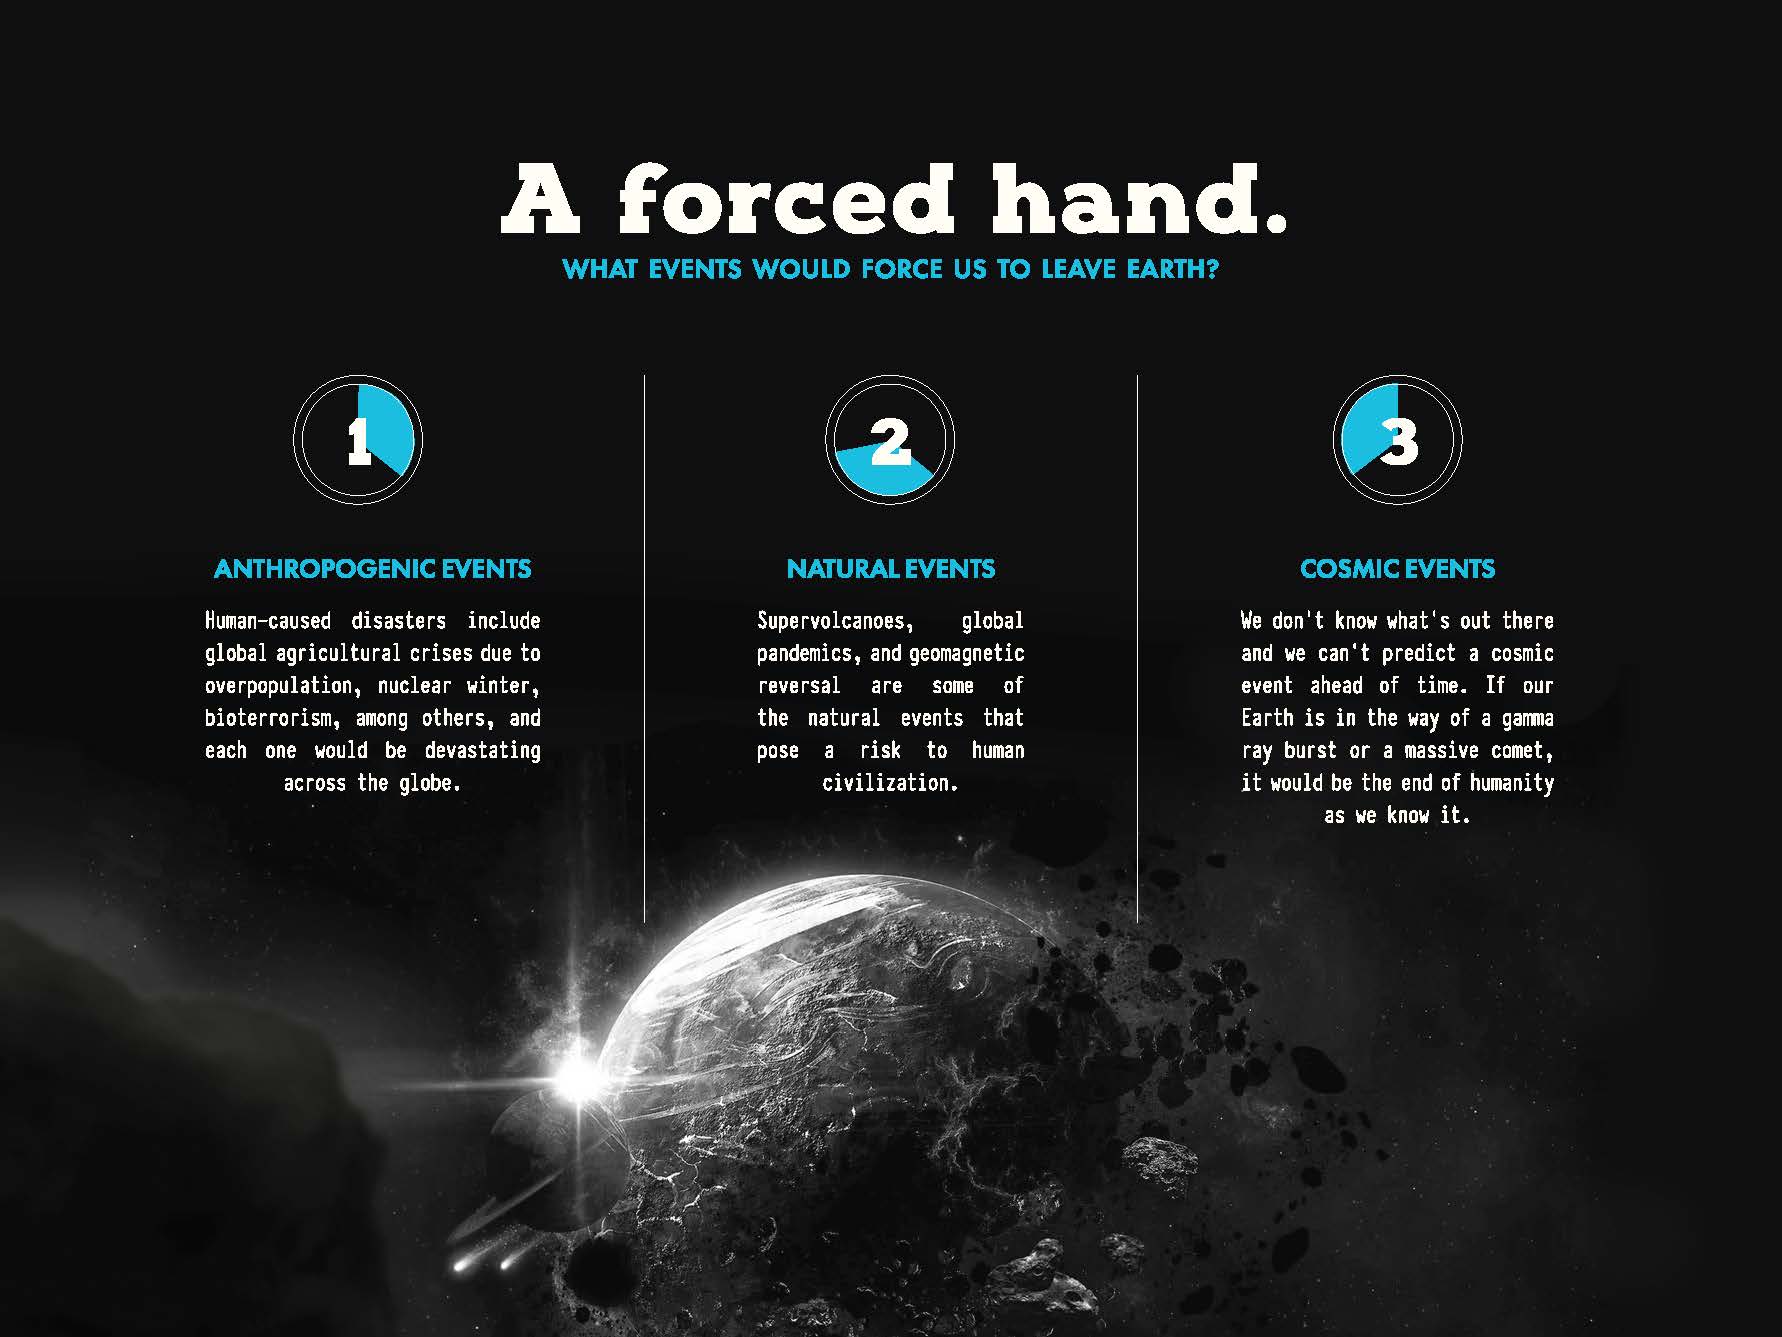 A forced hand.
WHAT EVENTS WOULD FORCE US TO LEAVE EARTH?
1
ANTHROPOGENIC EVENTS
Human-caused disasters include
global agricultural crises due to
overpopulation, nuclear winter,
bioterrorism, among others, and
each one would be devastating
across the globe.
2
NATURAL EVENTS
Supervolcanoes, global
pandemics, and geomagnetic
reversal are some of
the natural events that
pose a risk to human
civilization.
3
COSMIC EVENTS
We don't know what's out there
and we can't predict a cosmic
event ahead of time. If our
Earth is in the way of a gamma
ray burst or a massive comet,
it would be the end of humanity
as we know it.